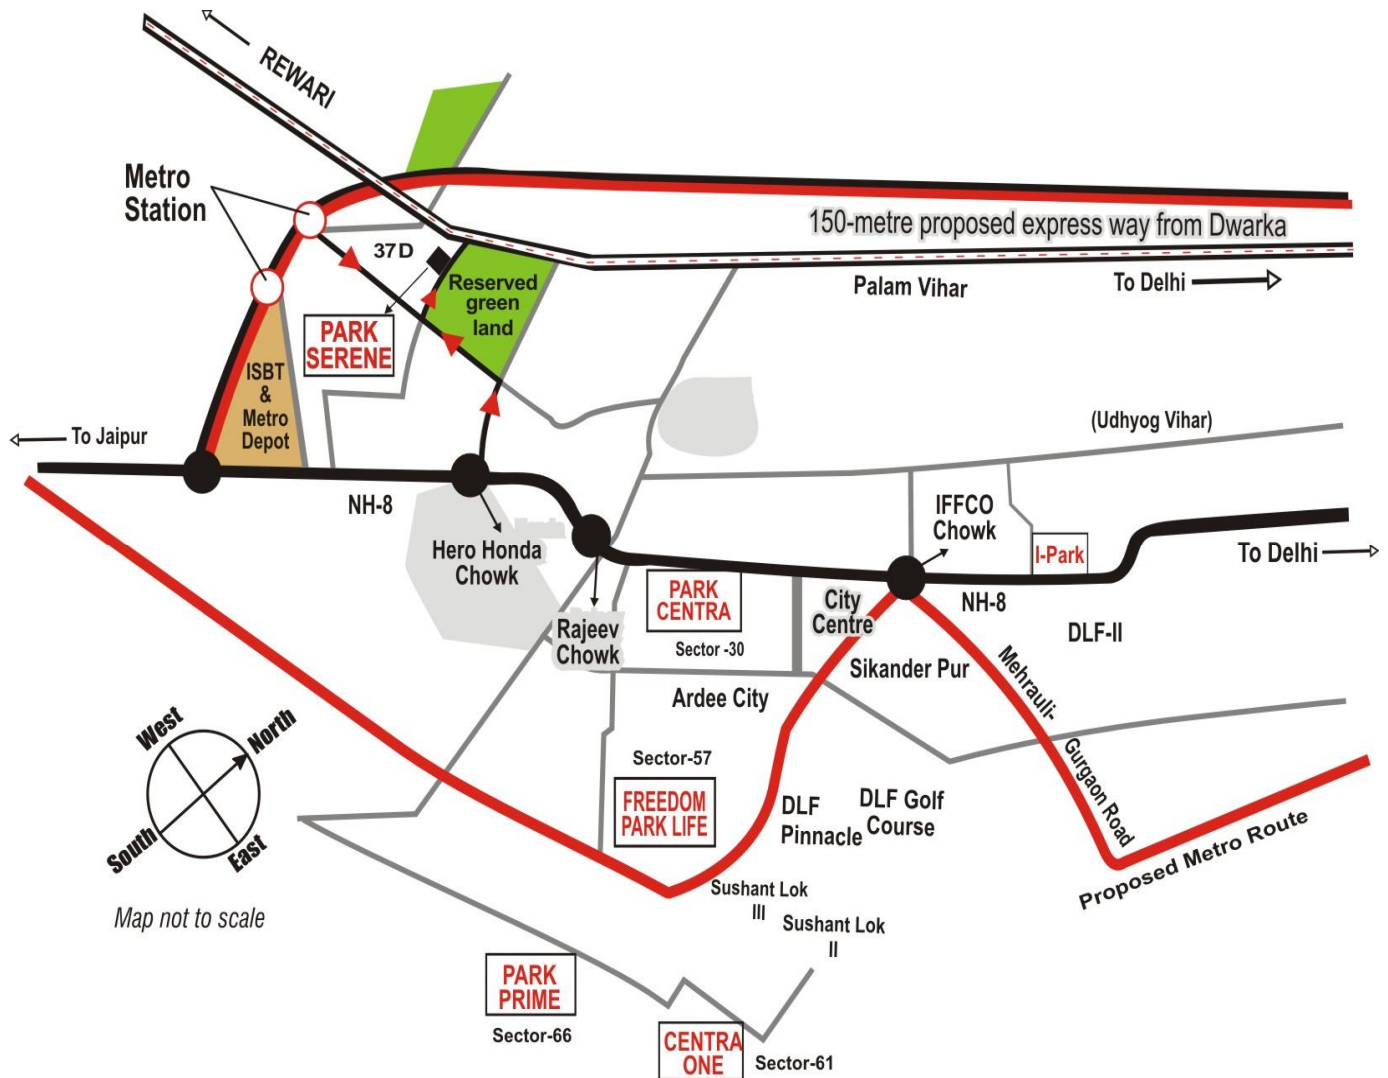 REWARI
Metro
Station
150-metre proposed express way from Dwarka
37D
Palam Vihar
To Delhi
Reserved
green
land
PARK
SERENE
ISBT
&
Metro
Depot
To Jaipur
(Udhyog Vihar)
NH-8
IFFCO
Chowk
I-Park
To Delhi
Hero Honda
Chowk
PARK
CENTRA
City
Centre
NH-8
Rajeev
Chowk
Sector -30
DLF-II
Sikander Pur
Mehrauli-
Gurgaon Road
Ardee City
West
North
South
East
Map not to scale
Sector-57
FREEDOM
PARK LIFE
DLF
Pinnacle
DLF Golf
Course
Proposed Metro Route
Sushant Lok
III
Sushant Lok
II
PARK
PRIME
Sector-66
CENTRA
ONE
Sector-61